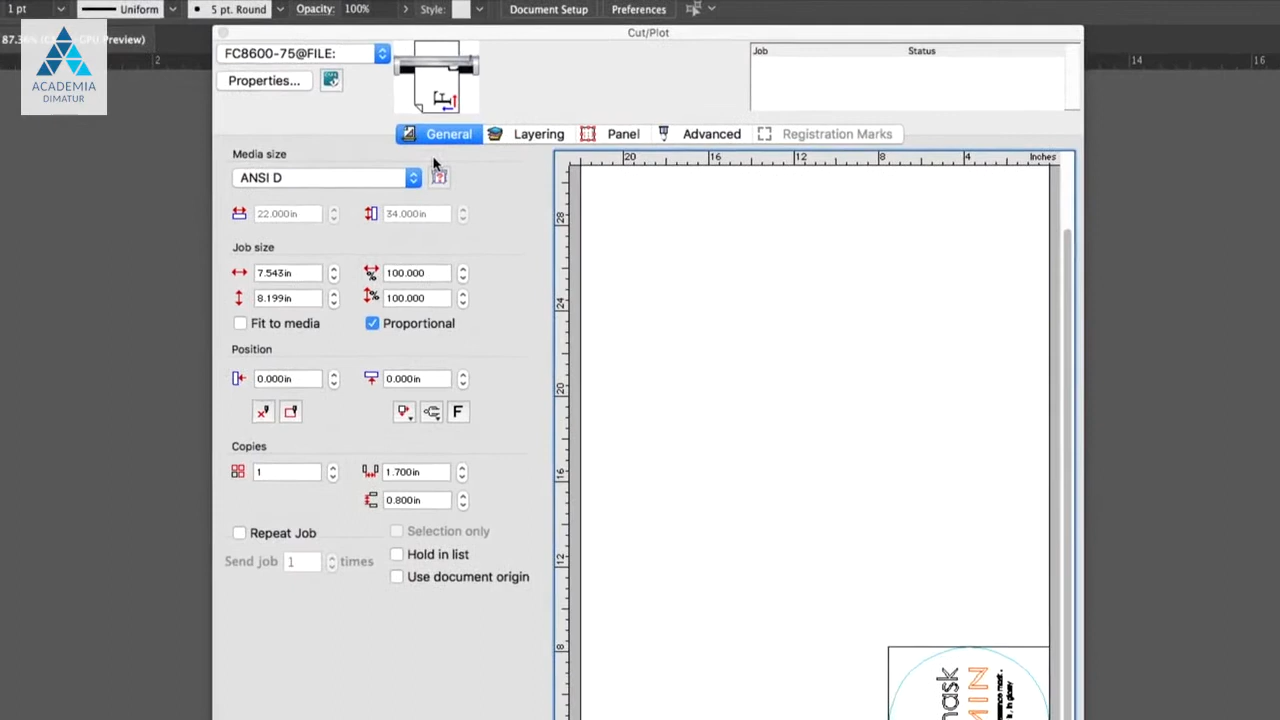 1 pt Uniform 5 pt. Round Opacity: 100% Style: Document Setup Preferences
Preview)
ACADEMIA
DIMATUR
2 14 16
Cut/Plot
FC8600-75@FILE:
Properties...
Job Status
General Layering Panel Advanced Registration Marks
Media size
ANSI D
22.000in 34.000in
Job size
7.543in 100.000
8.199in 100.000
Fit to media Proportional
Position
0.000in 0.000in
F
Copies
1 1.700in
0.800in
Repeat Job Selection only
Send job 1 times Hold in list
Use document origin
20 16 12 8 4 Inches
28
24
20
16
12
8
mask
MIN